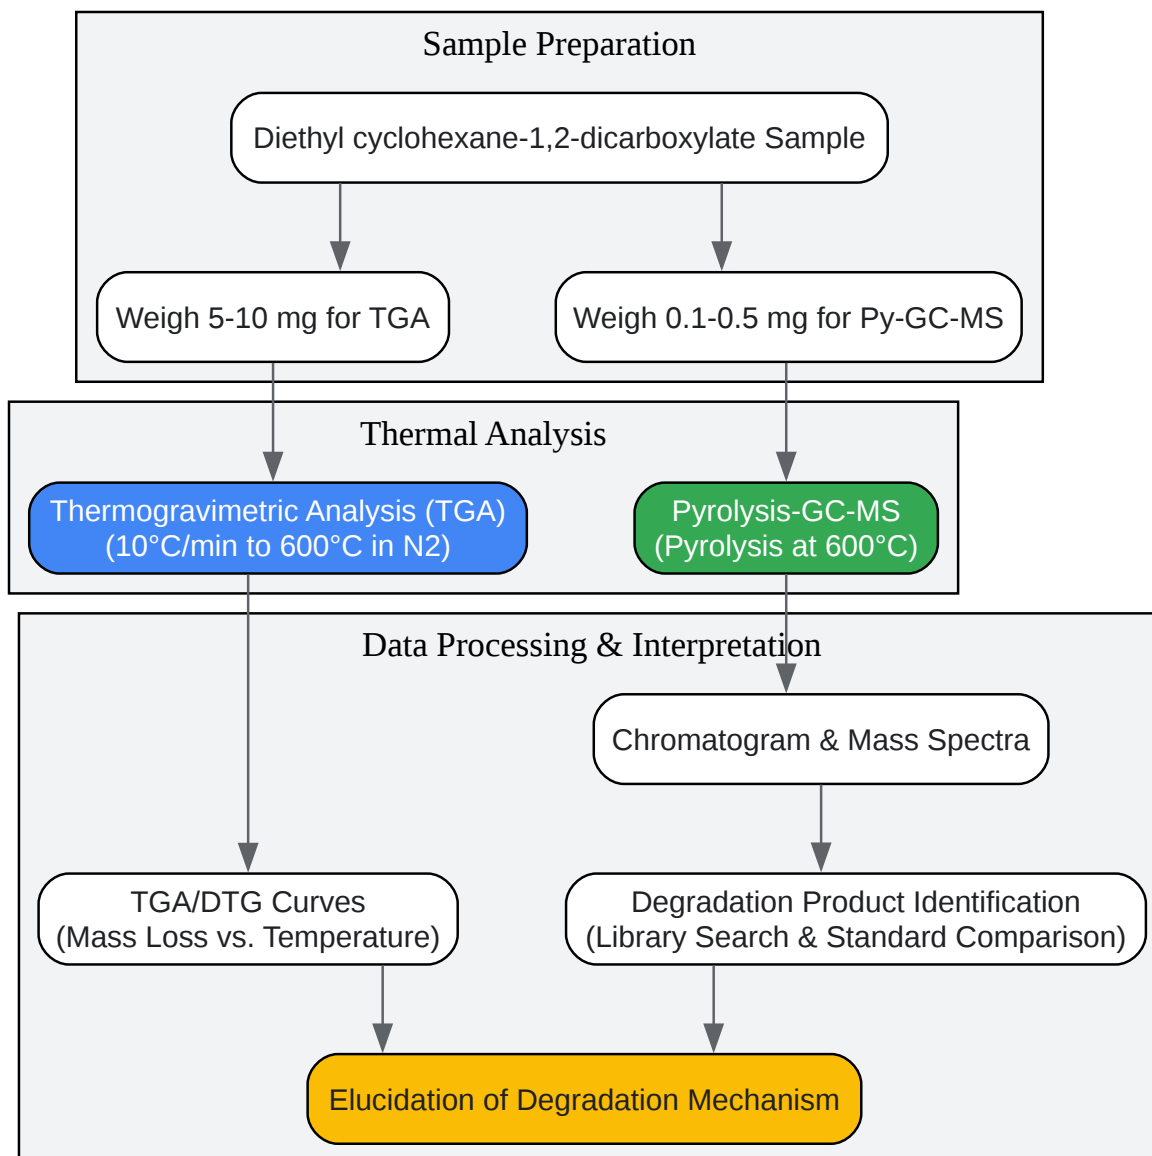 Sample Preparation
Diethyl cyclohexane-1,2-dicarboxylate Sample
Weigh 5-10 mg for TGA
Weigh 0.1-0.5 mg for Py-GC-MS
Thermal Analysis
Thermogravimetric Analysis (TGA)
(10°C/min to 600°C in N2)
Pyrolysis-GC-MS
(Pyrolysis at 600°C)
Data Processing & Interpretation
Chromatogram & Mass Spectra
TGA/DTG Curves
(Mass Loss vs. Temperature)
Degradation Product Identification
(Library Search & Standard Comparison)
Elucidation of Degradation Mechanism